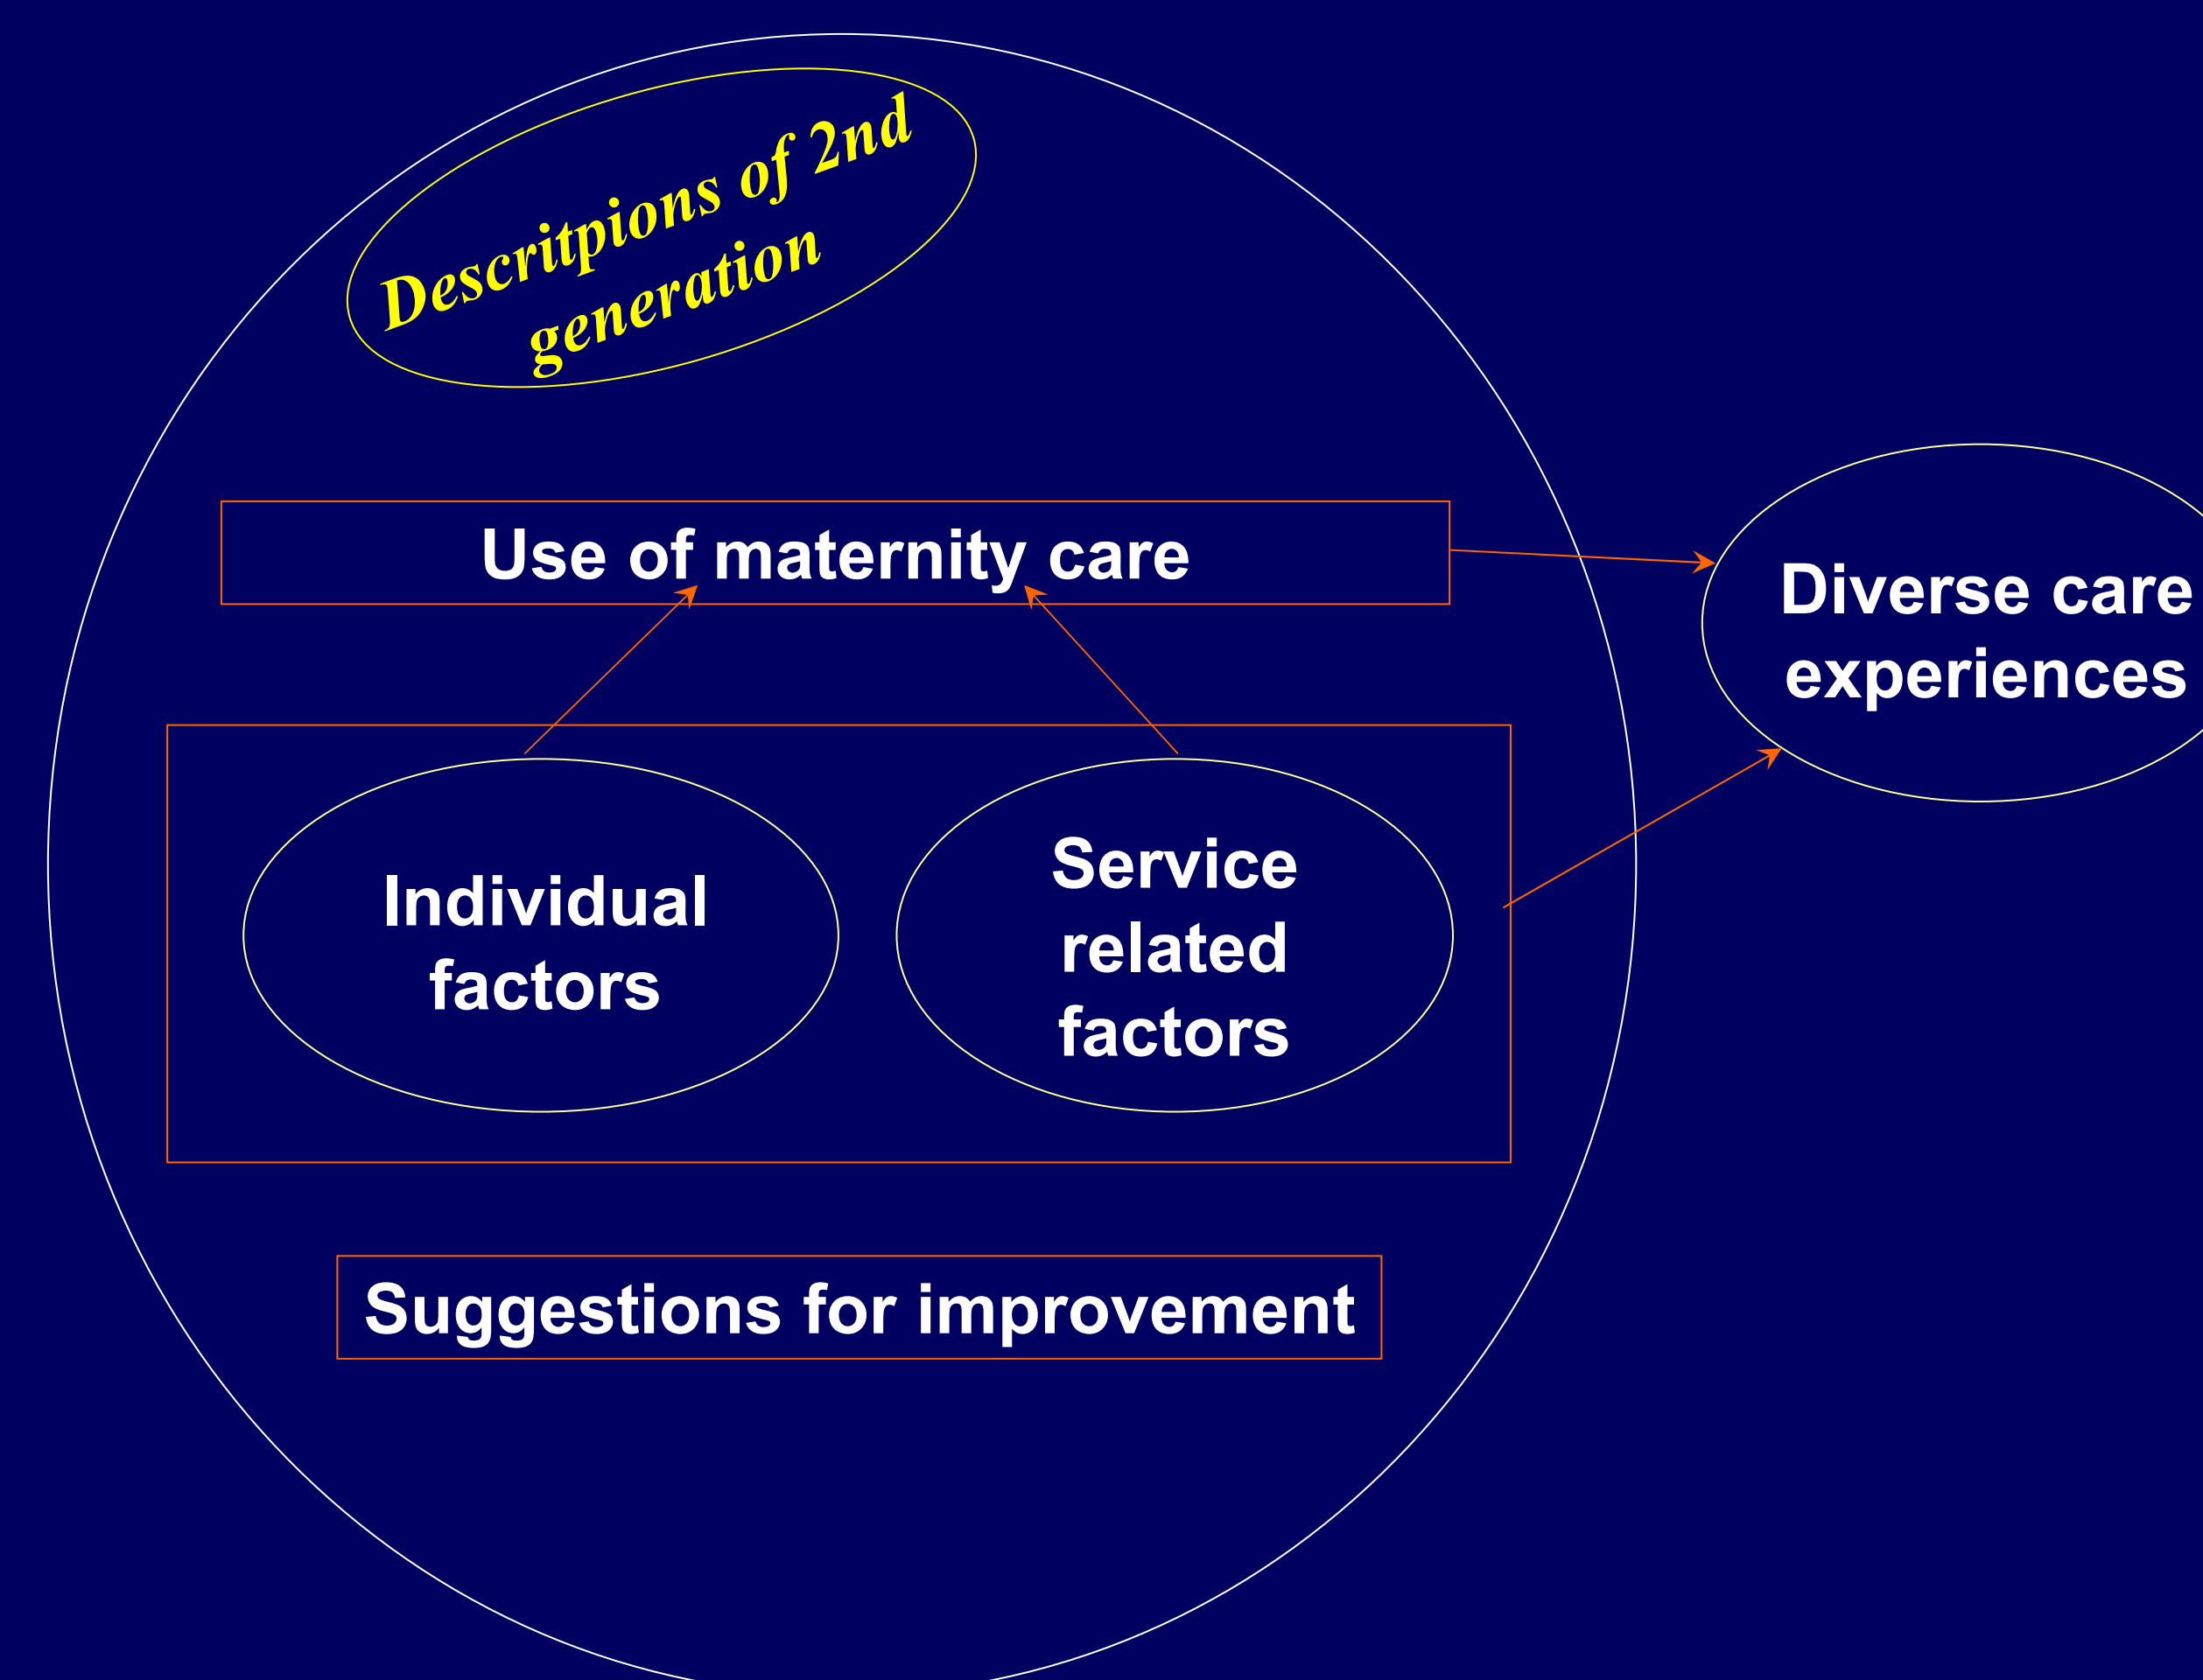 Descritpions of 2nd
generation
Use of maternity care
Diverse care
experiences
Individual
factors
Service
related
factors
Suggestions for improvement